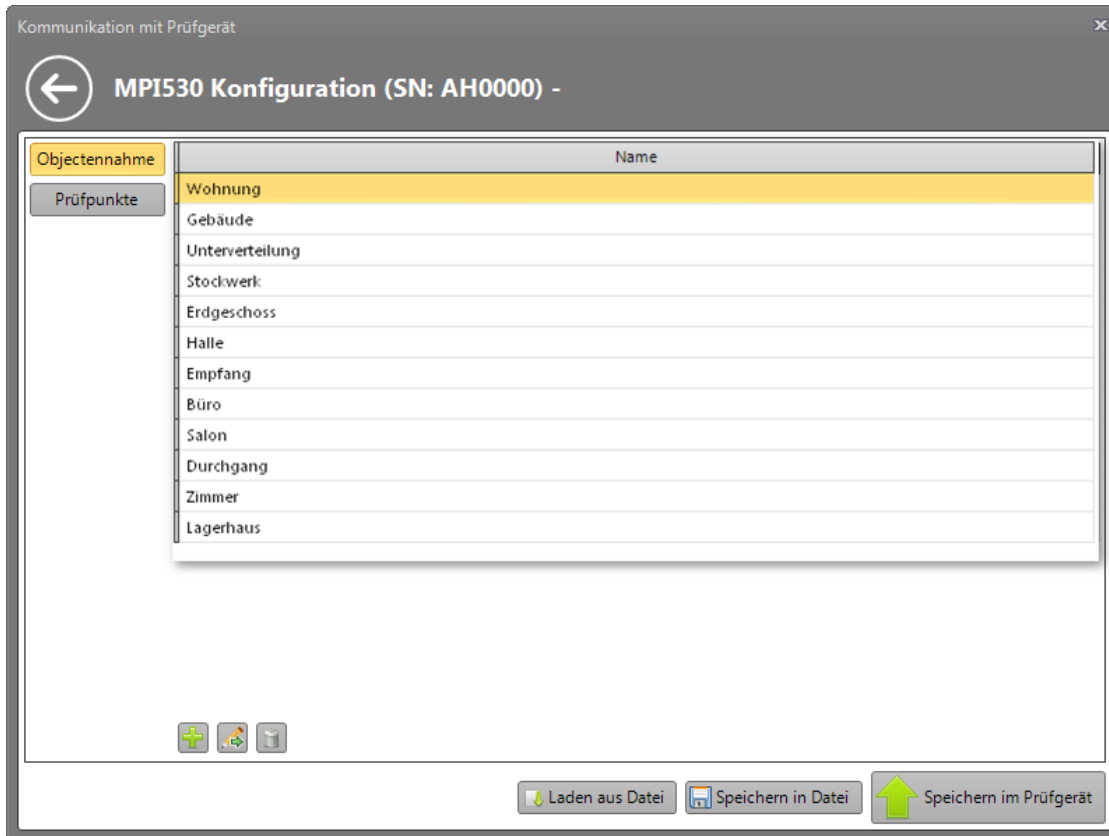 Kommunikation mit Prüfgerät
MPI530 Konfiguration (SN: AH0000) -
Objectennahme
Prüfpunkte
Name
Wohnung
Gebäude
Unterverteilung
Stockwerk
Erdgeschoss
Halle
Empfang
Büro
Salon
Durchgang
Zimmer
Lagerhaus
Laden aus Datei
Speichern in Datei
Speichern im Prüfgerät